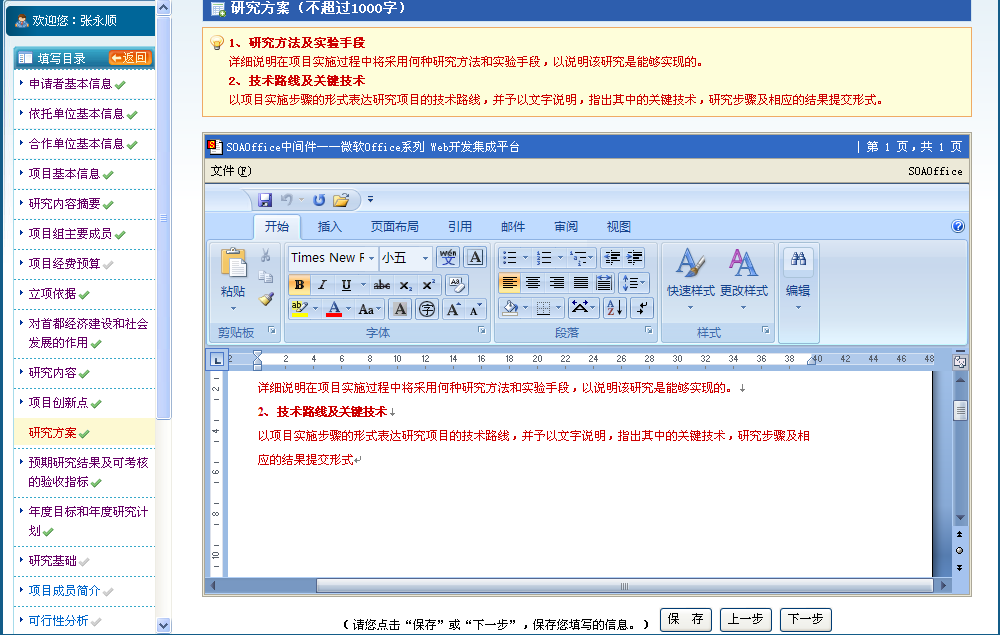 欢迎您：张永顺
填写目录
返回
申请者基本信息
依托单位基本信息
合作单位基本信息
项目基本信息
研究内容摘要
项目组主要成员
项目经费预算
立项依据
对首都经济建设和社会
发展的作用
研究内容
项目创新点
研究方案
预期研究结果及可考核
的验收指标
年度目标和年度研究计
划
研究基础
项目成员简介
可行性分析
研究方案（不超过1000字）
1、研究方法及实验手段
详细说明在项目实施过程中将采用何种研究方法和实验手段，以说明该研究是能够实现的。
2、技术路线及关键技术
以项目实施步骤的形式表达研究项目的技术路线，并予以文字说明，指出其中的关键技术，研究步骤及相应的结果提交形式。
SOAOffice中间件——微软Office系列 Web开发集成平台
| 第 1 页,共 1 页
文件(F)
SOAOffice
开始 插入 页面布局 引用 邮件 审阅 视图
粘贴
剪贴板
Times New F 小五 wén 文 A
B I U abc x₂ x² Aa
ab A Aa A 字 A A
字体
段落
快速样式 更改样式
样式
编辑
2 2 4 6 8 10 12 14 16 18 20 22 24 26 28 30 32 34 36 38 40 42 44 46 48
2
4
6
8
10
详细说明在项目实施过程中将采用何种研究方法和实验手段，以说明该研究是能够实现的。↓
2、技术路线及关键技术↓
以项目实施步骤的形式表达研究项目的技术路线，并予以文字说明，指出其中的关键技术，研究步骤及相
应的结果提交形式↵
（请您点击“保存”或“下一步”，保存您填写的信息。）
保 存
上一步
下一步